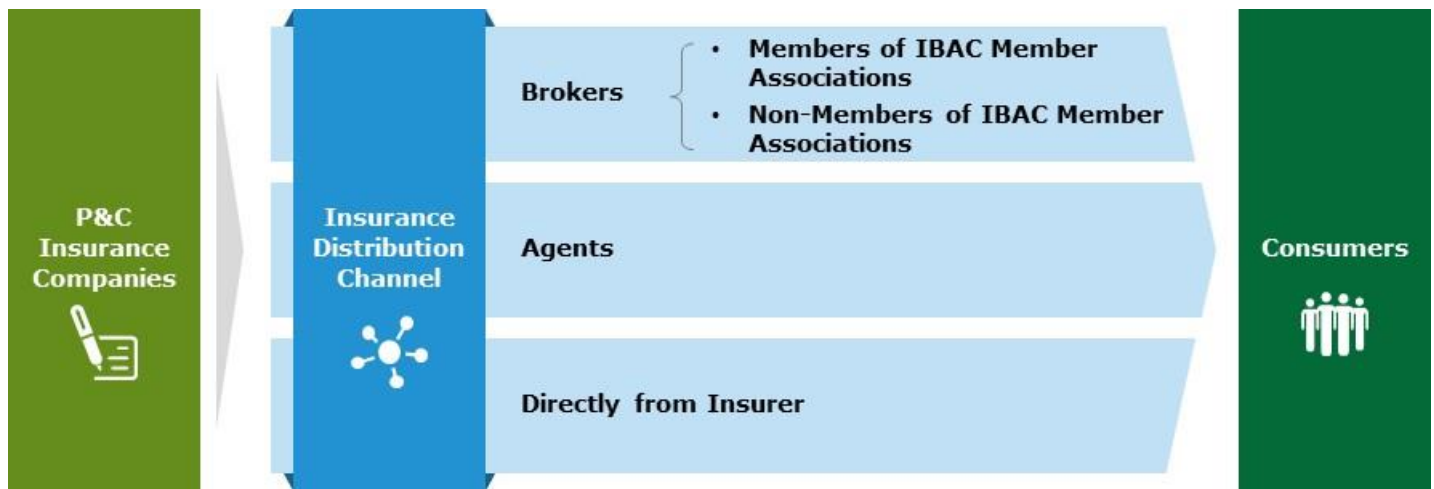 P&C
Insurance
Companies
Insurance
Distribution
Channel
Brokers
• Members of IBAC Member
Associations
• Non-Members of IBAC Member
Associations
Agents
Directly from Insurer
Consumers